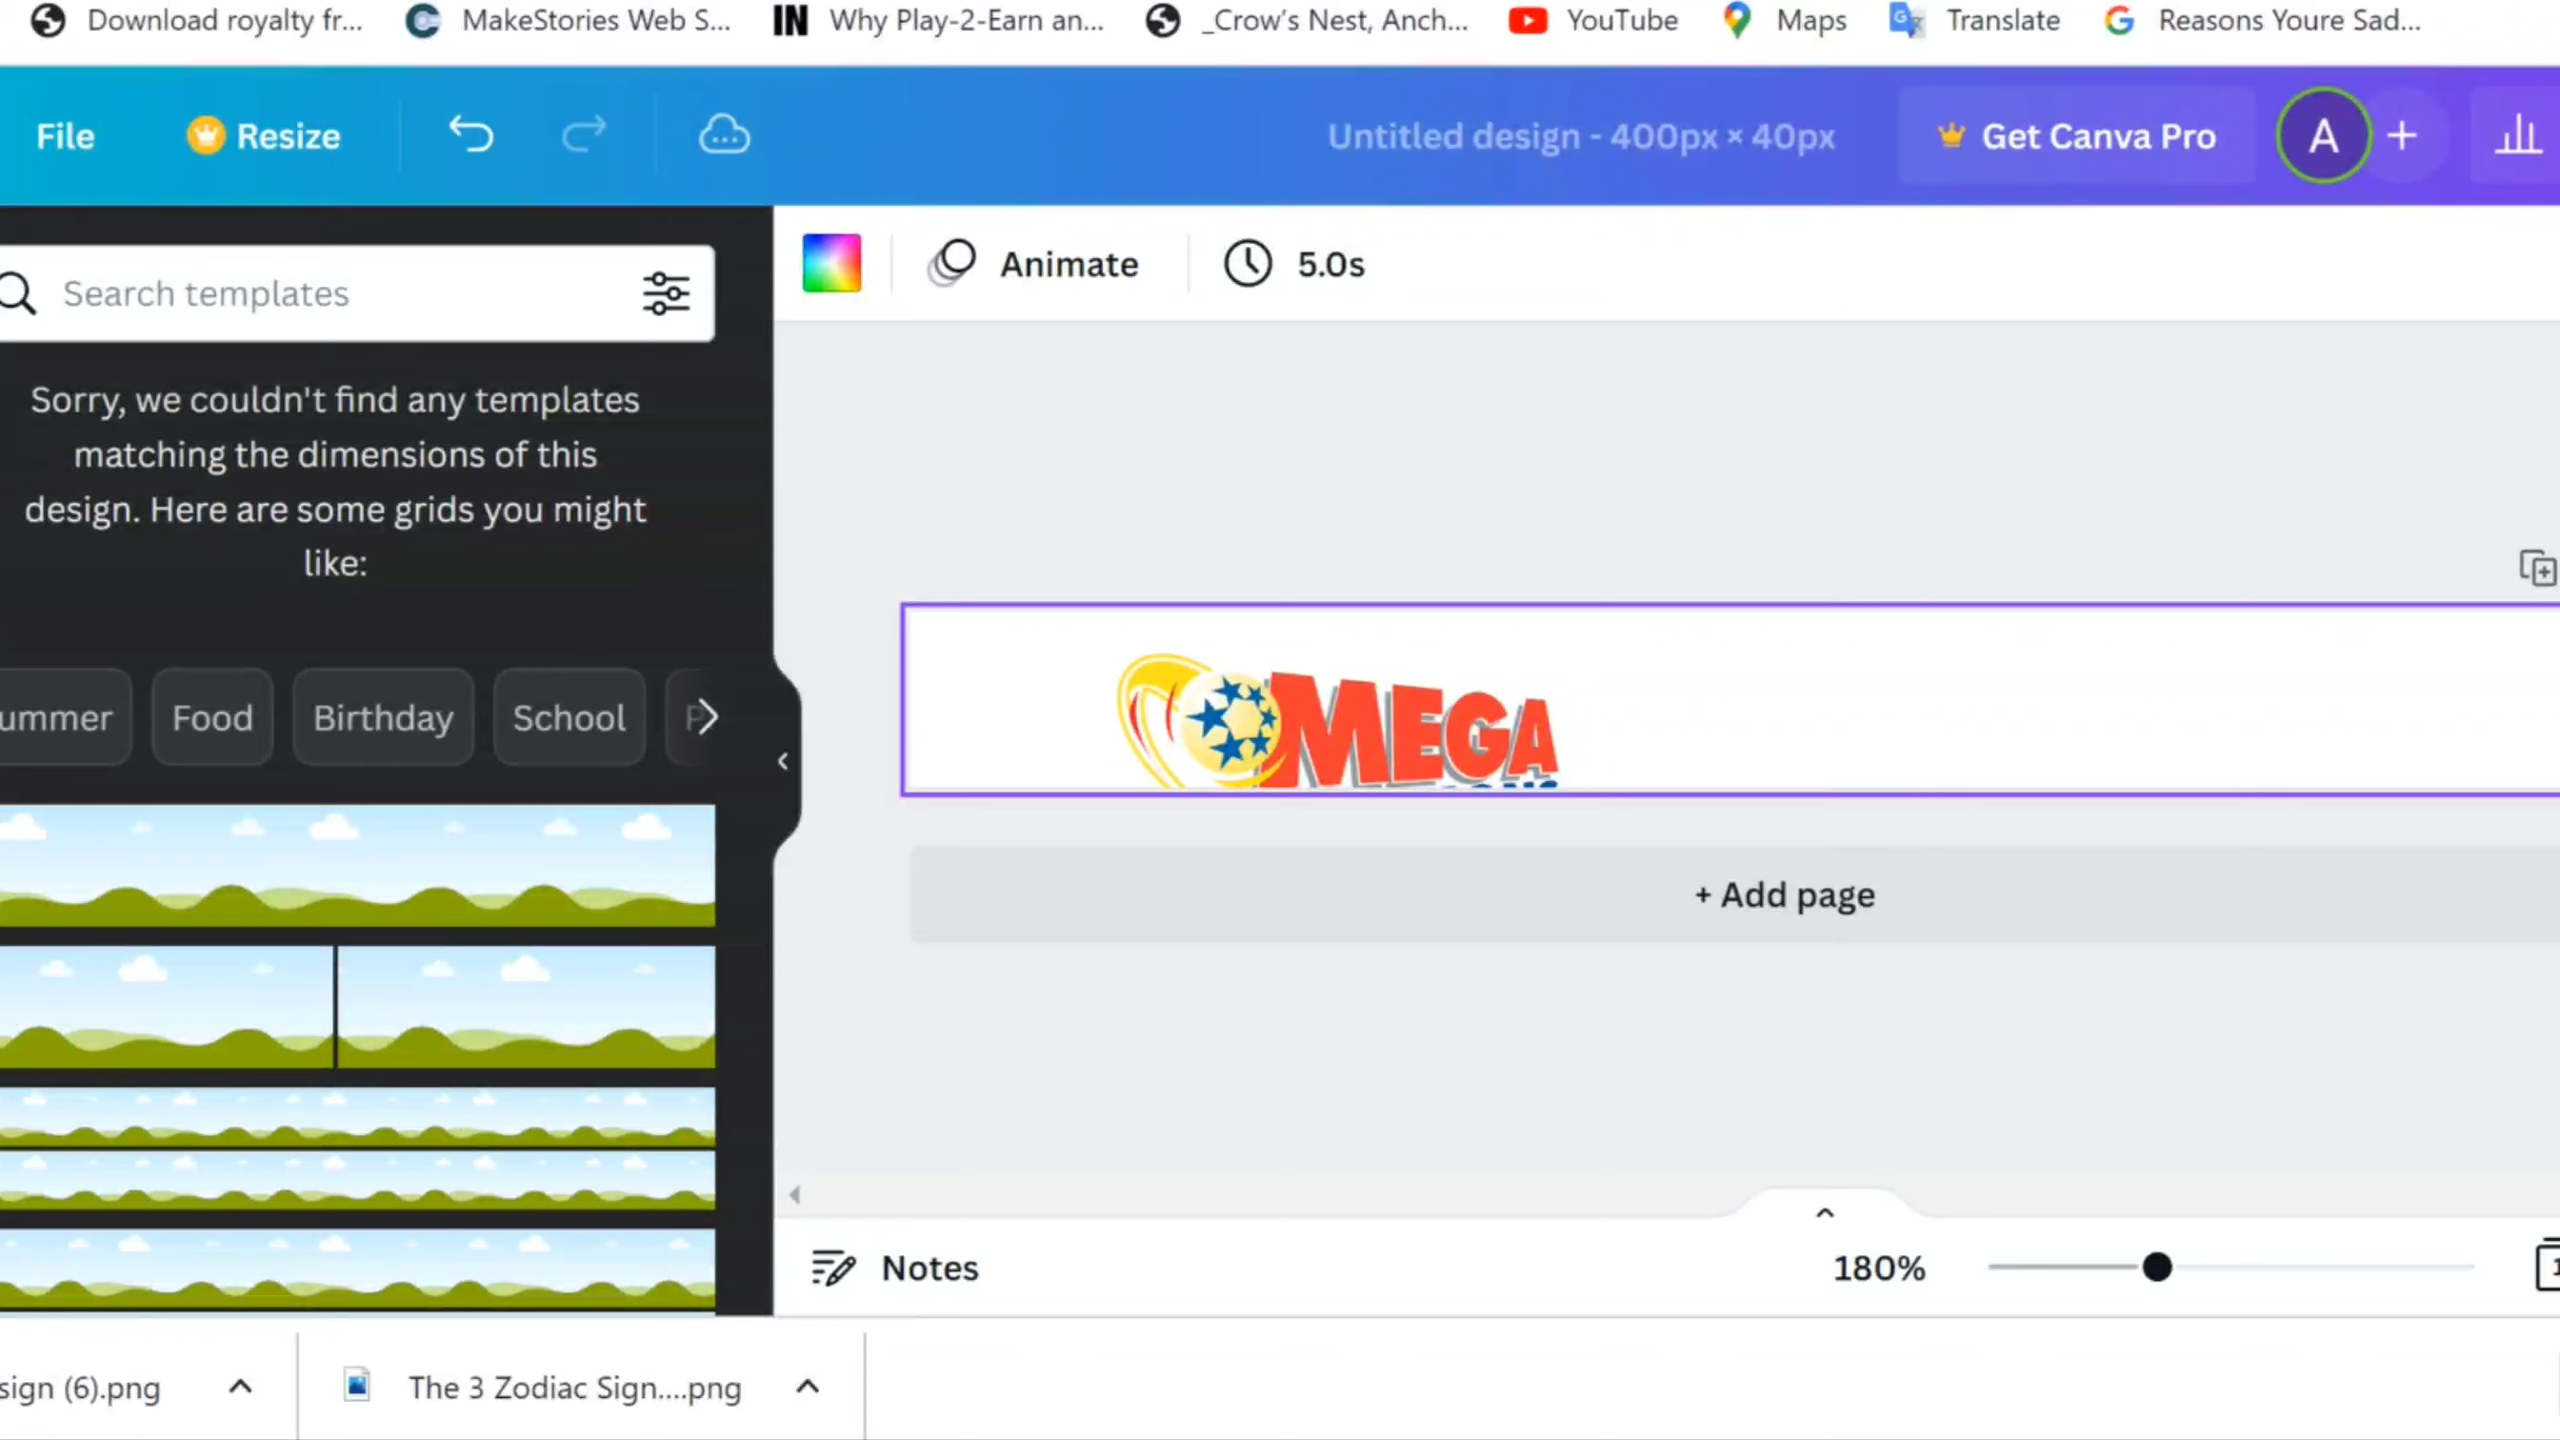 Download royalty fr... MakeStories Web S... IN Why Play-2-Earn an... _Crow's Nest, Anch... YouTube Maps Translate Reasons Youre Sad...
File Resize Untitled design - 400px × 40px Get Canva Pro A +
Search templates
Animate 5.0s
Sorry, we couldn't find any templates
matching the dimensions of this
design. Here are some grids you might
like:
ummer Food Birthday School P
MEGA
+ Add page
Notes 180% 1
sign (6).png The 3 Zodiac Sign....png